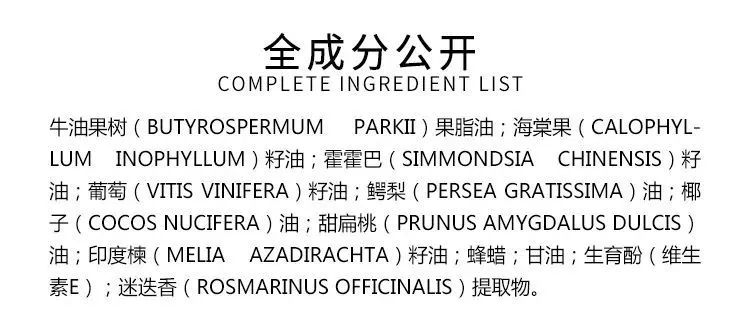 全成分公开
COMPLETE INGREDIENT LIST
牛油果树（BUTYROSPERMUM PARKII）果脂油；海棠果（CALOPHYL-
LUM INOPHYLLUM）籽油；霍霍巴（SIMMONDSIA CHINENSIS）籽
油；葡萄（VITIS VINIFERA）籽油；鳄梨（PERSEA GRATISSIMA）油；椰
子（COCOS NUCIFERA）油；甜扁桃（PRUNUS AMYGDALUS DULCIS）
油；印度楝（MELIA AZADIRACHTA）籽油；蜂蜡；甘油；生育酚（维生
素E）；迷迭香（ROSMARINUS OFFICINALIS）提取物。